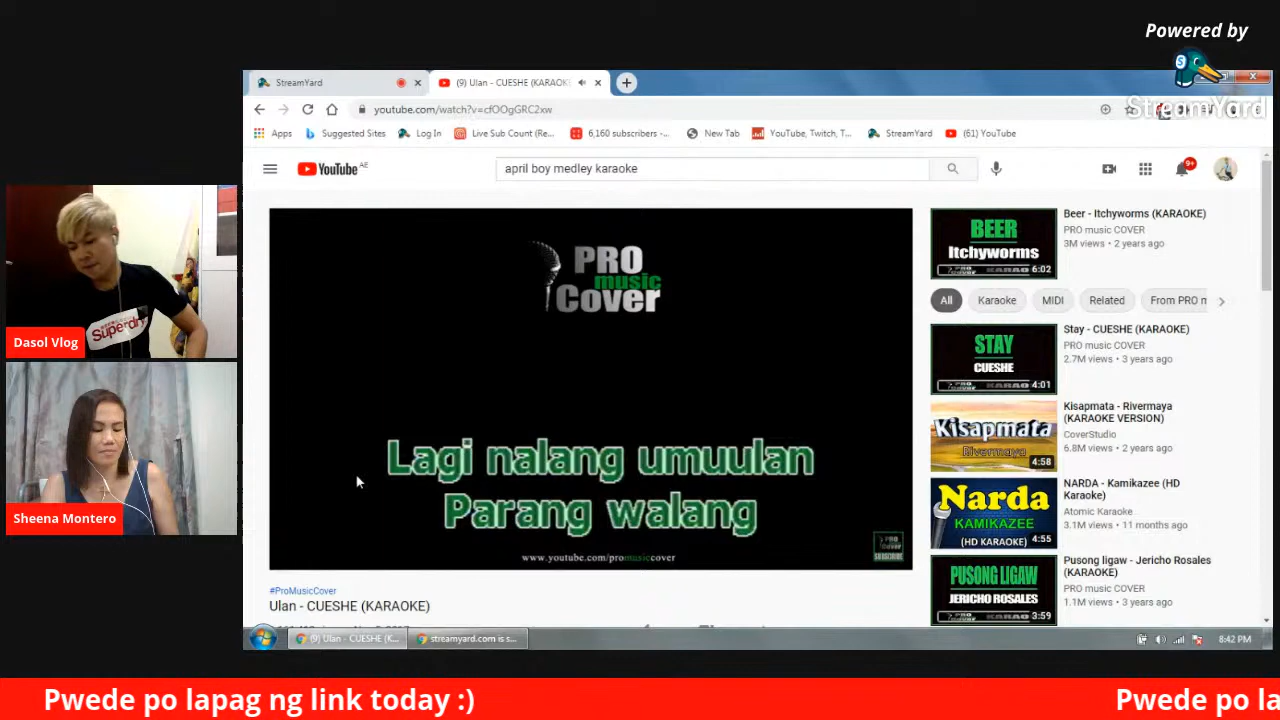 Powered by
StreamYard
StreamYard
(9) Ulan - CUESHE (KARAOKE
youtube.com/watch?v=cfOOgGRC2xw
Apps
Suggested Sites
Log In
Live Sub Count (Re...
6,160 subscribers -...
New Tab
YouTube, Twitch, T...
StreamYard
(61) YouTube
YouTube AE
april boy medley karaoke
9+
PRO
music
Cover
Lagi nalang umuulan
Parang walang
www.youtube.com/promusiccover
#ProMusicCover
Ulan - CUESHE (KARAOKE)
BEER
Itchyworms
6:02
Beer - Itchyworms (KARAOKE)
PRO music COVER
3M views • 2 years ago
All
Karaoke
MIDI
Related
From PRO m
STAY
CUESHE
4:01
Stay - CUESHE (KARAOKE)
PRO music COVER
2.7M views • 3 years ago
Kisapmata
Rivermaya
4:58
Kisapmata - Rivermaya
(KARAOKE VERSION)
CoverStudio
6.8M views • 2 years ago
Narda
KAMIKAZEE
(HD KARAOKE)
4:55
NARDA - Kamikazee (HD
Karaoke)
Atomic Karaoke
3.1M views • 11 months ago
PUSONG LIGAW
JERICHO ROSALES
3:59
Pusong ligaw - Jericho Rosales
(KARAOKE)
PRO music COVER
1.1M views • 3 years ago
Superdry
Dasol Vlog
Sheena Montero
(9) Ulan - CUESHE (K...
streamyard.com is s...
8:42 PM
Pwede po lapag ng link today :)
Pwede po la